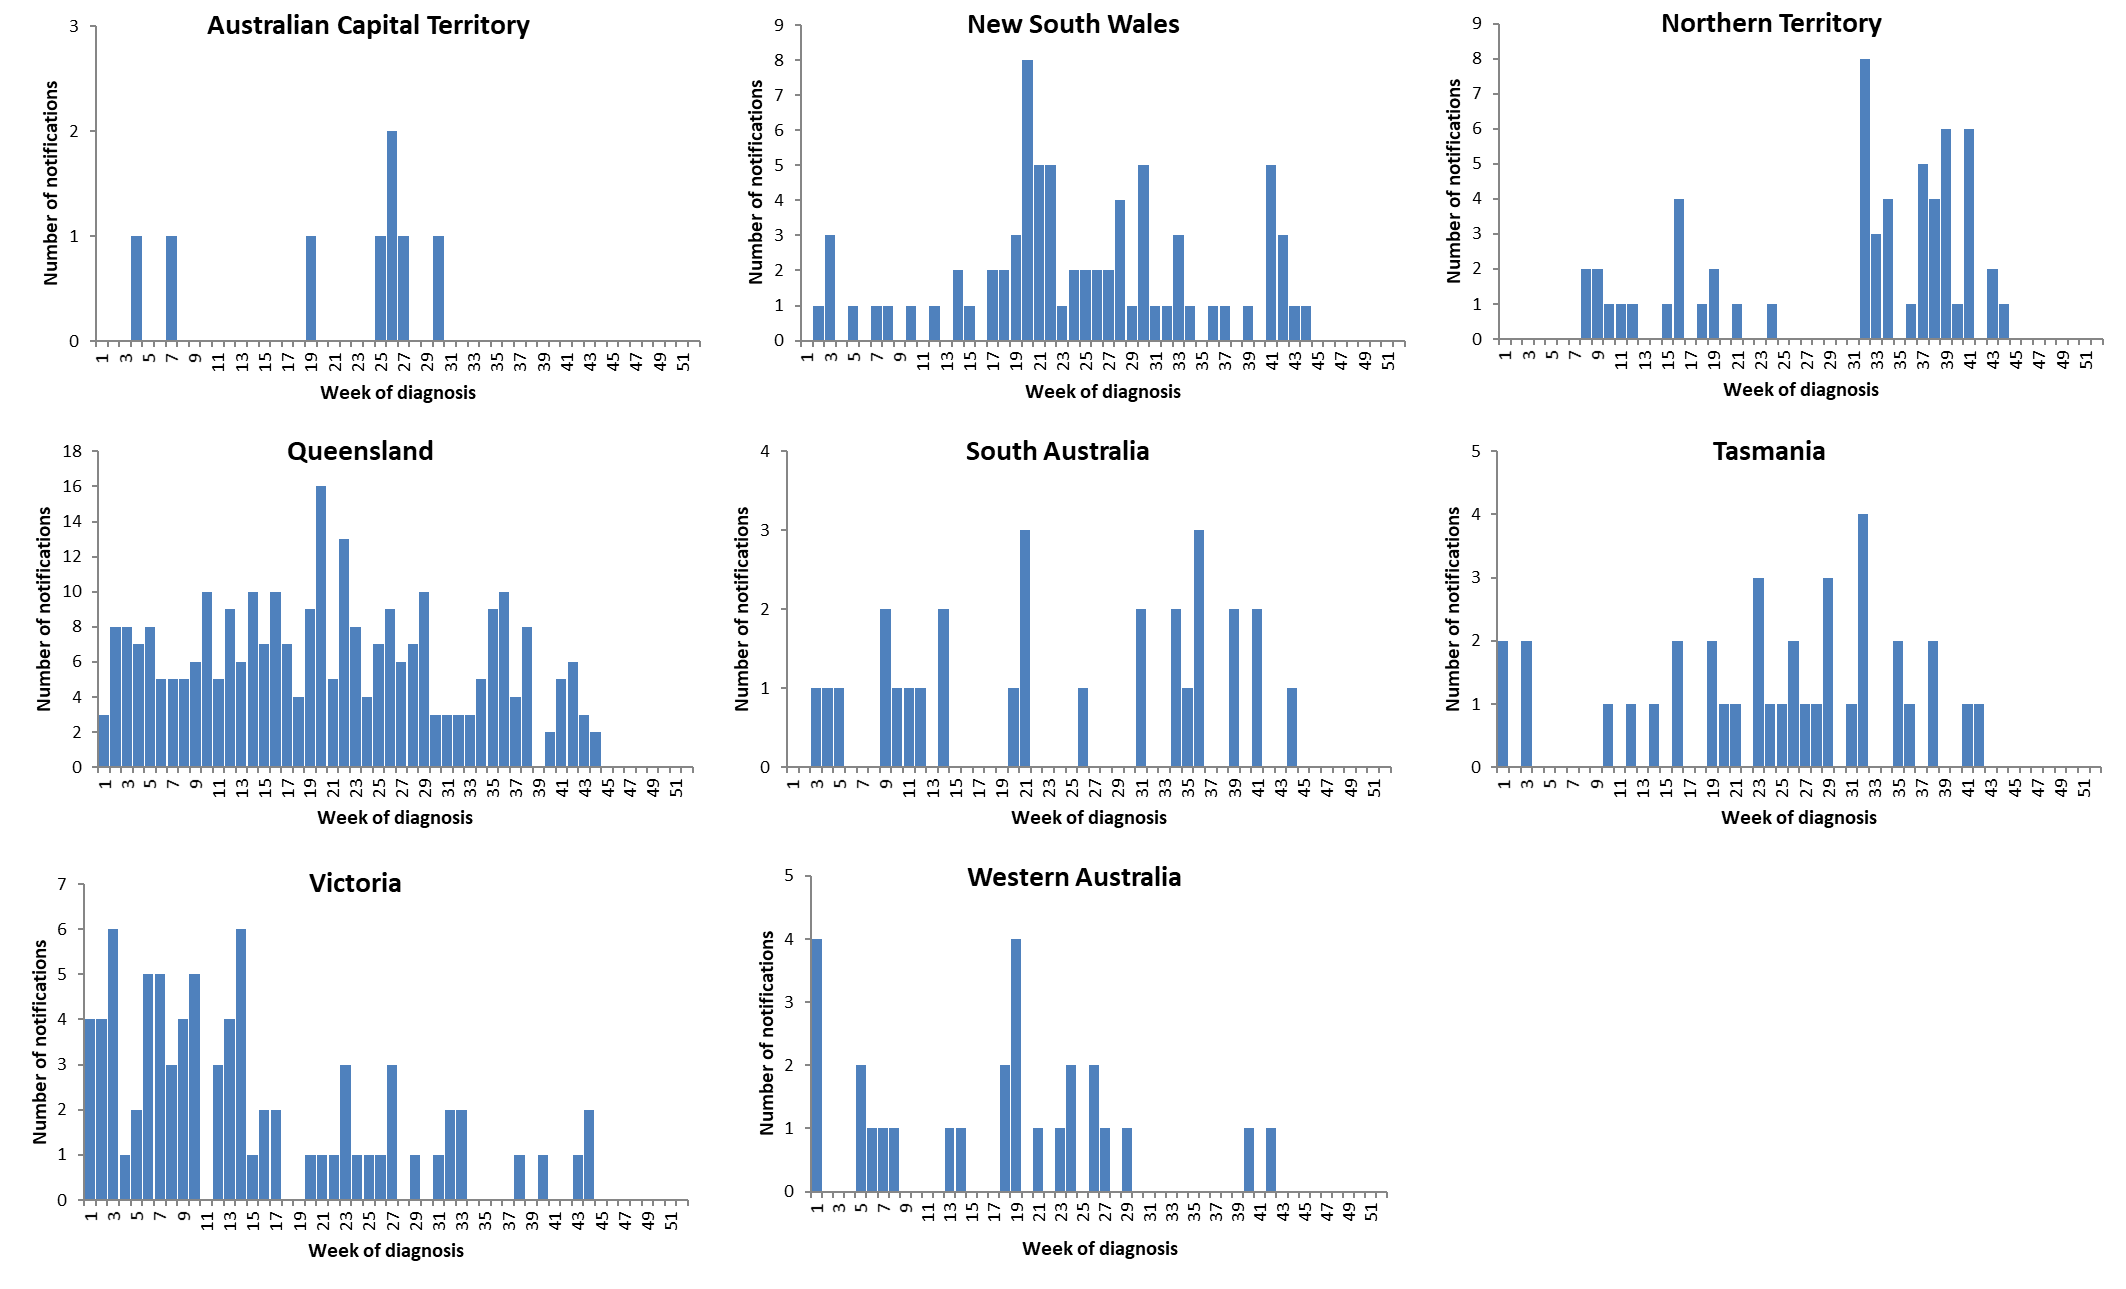 Australian Capital Territory
Number of notifications
3
2
1
0
1 3 5 7 9 11 13 15 17 19 21 23 25 27 29 31 33 35 37 39 41 43 45 47 49 51
Week of diagnosis
New South Wales
Number of notifications
9
8
7
6
5
4
3
2
1
0
1 3 5 7 9 11 13 15 17 19 21 23 25 27 29 31 33 35 37 39 41 43 45 47 49 51
Week of diagnosis
Northern Territory
Number of notifications
9
8
7
6
5
4
3
2
1
0
1 3 5 7 9 11 13 15 17 19 21 23 25 27 29 31 33 35 37 39 41 43 45 47 49 51
Week of diagnosis
Queensland
Number of notifications
18
16
14
12
10
8
6
4
2
0
1 3 5 7 9 11 13 15 17 19 21 23 25 27 29 31 33 35 37 39 41 43 45 47 49 51
Week of diagnosis
South Australia
Number of notifications
4
3
2
1
0
1 3 5 7 9 11 13 15 17 19 21 23 25 27 29 31 33 35 37 39 41 43 45 47 49 51
Week of diagnosis
Tasmania
Number of notifications
5
4
3
2
1
0
1 3 5 7 9 11 13 15 17 19 21 23 25 27 29 31 33 35 37 39 41 43 45 47 49 51
Week of diagnosis
Victoria
Number of notifications
7
6
5
4
3
2
1
0
1 3 5 7 9 11 13 15 17 19 21 23 25 27 29 31 33 35 37 39 41 43 45 47 49 51
Week of diagnosis
Western Australia
Number of notifications
5
4
3
2
1
0
1 3 5 7 9 11 13 15 17 19 21 23 25 27 29 31 33 35 37 39 41 43 45 47 49 51
Week of diagnosis